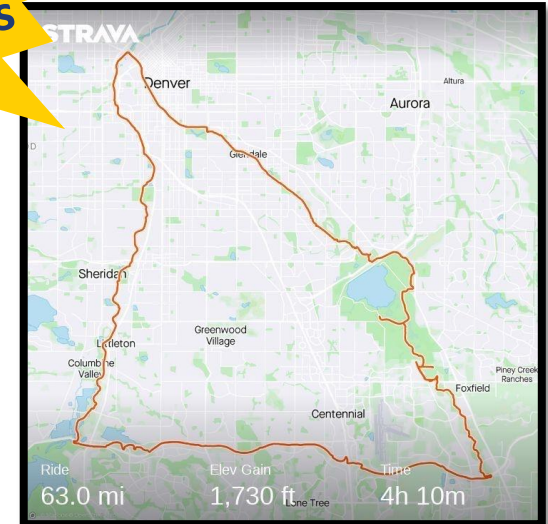 s
STRAVA
Denver
Altura
Aurora
D
Glendale
Sheridan
Littleton
Greenwood
Village
Columbine
Valley
Piney Creek
Ranches
Foxfield
Centennial
Ride
Elev Gain
Time
63.0 mi
1,730 ft
4h 10m
Lone Tree